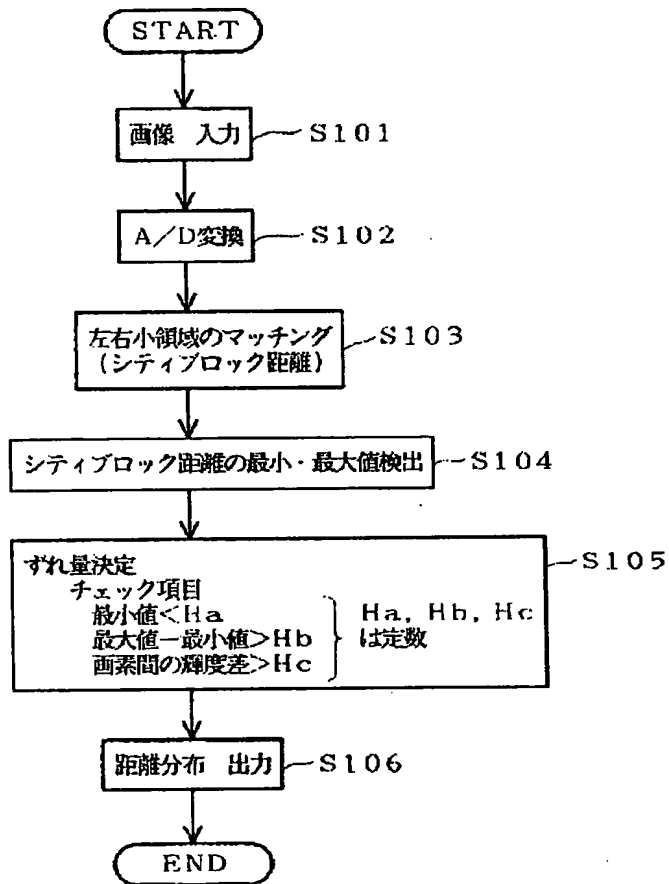 START
画像　入力
S101
A／D変換
S102
左右小領域のマッチング
(シティブロック距離)
S103
シティブロック距離の最小・最大値検出
S104
ずれ量決定
チェック項目
最小値＜Ha
最大値－最小値＞Hb
画素間の輝度差＞Hc
Ha, Hb, Hc
は定数
S105
距離分布　出力
S106
END